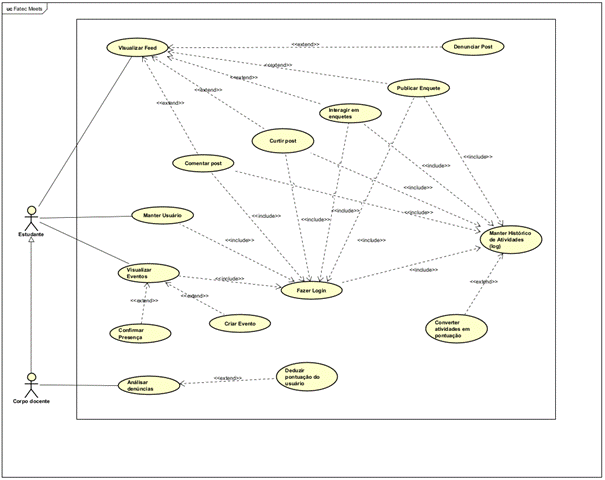 uc Fatec Meets
Visualizar Feed
<<extend>>
Denunciar Post
<<extend>>
Publicar Enquete
<<extend>>
<<extend>>
<<extend>>
Interagir em
enquetes
Curtir post
Comentar post
<<include>>
<<include>>
<<include>>
<<include>>
<<include>>
<<include>>
<<include>>
<<include>>
Estudante
Manter Usuário
<<include>>
Manter Histórico
de Atividades
(log)
Visualizar
Eventos
<<include>>
<<include>>
Fazer Login
<<extend>>
<<extend>>
<<extend>>
Confirmar
Presença
Criar Evento
Converter
atividades em
pontuação
Corpo docente
Análisar
denúncias
<<extend>>
Deduzir
pontuação do
usuário